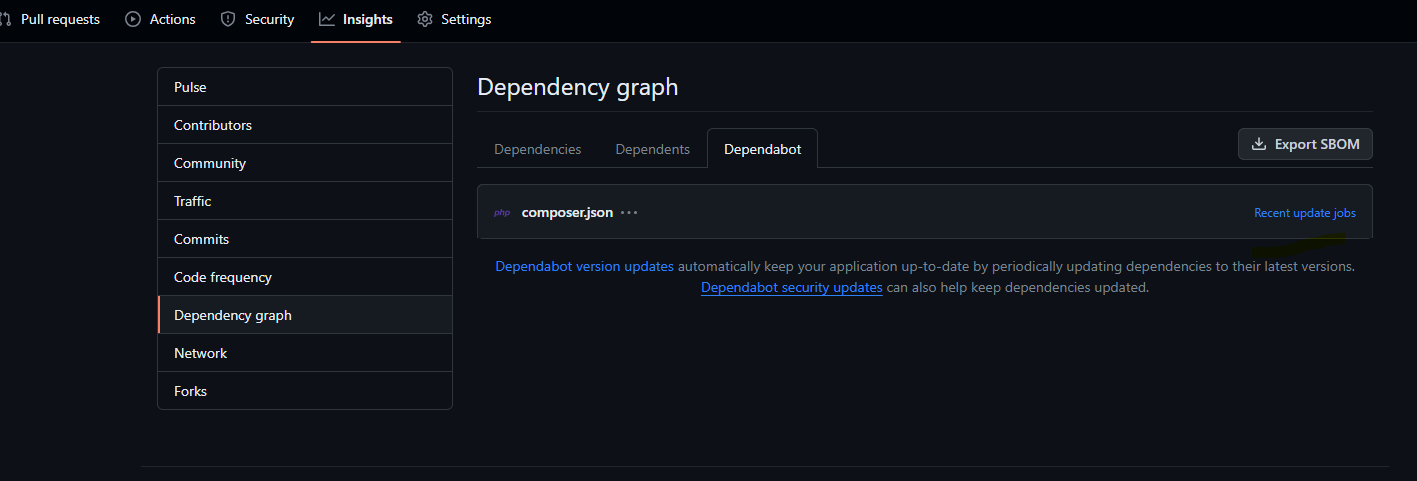 Pull requests
Actions
Security
Insights
Settings
Pulse
Contributors
Community
Traffic
Commits
Code frequency
Dependency graph
Network
Forks
Dependency graph
Dependencies
Dependents
Dependabot
Export SBOM
php composer.json ···
Recent update jobs
Dependabot version updates automatically keep your application up-to-date by periodically updating dependencies to their latest versions.
Dependabot security updates can also help keep dependencies updated.